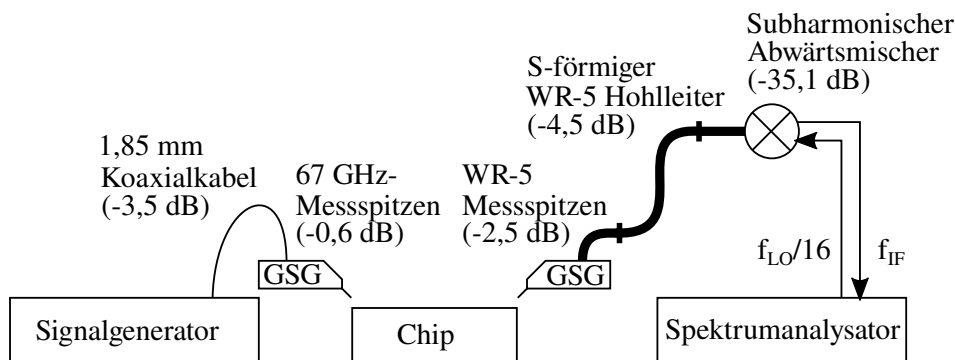 Subharmonischer
Abwärtsmischer
(-35,1 dB)
S-förmiger
WR-5 Hohlleiter
(-4,5 dB)
1,85 mm
Koaxialkabel
(-3,5 dB)
67 GHz-
Messspitzen
(-0,6 dB)
WR-5
Messspitzen
(-2,5 dB)
GSG
GSG
f_LO/16
f_IF
Signalgenerator
Chip
Spektrumanalysator